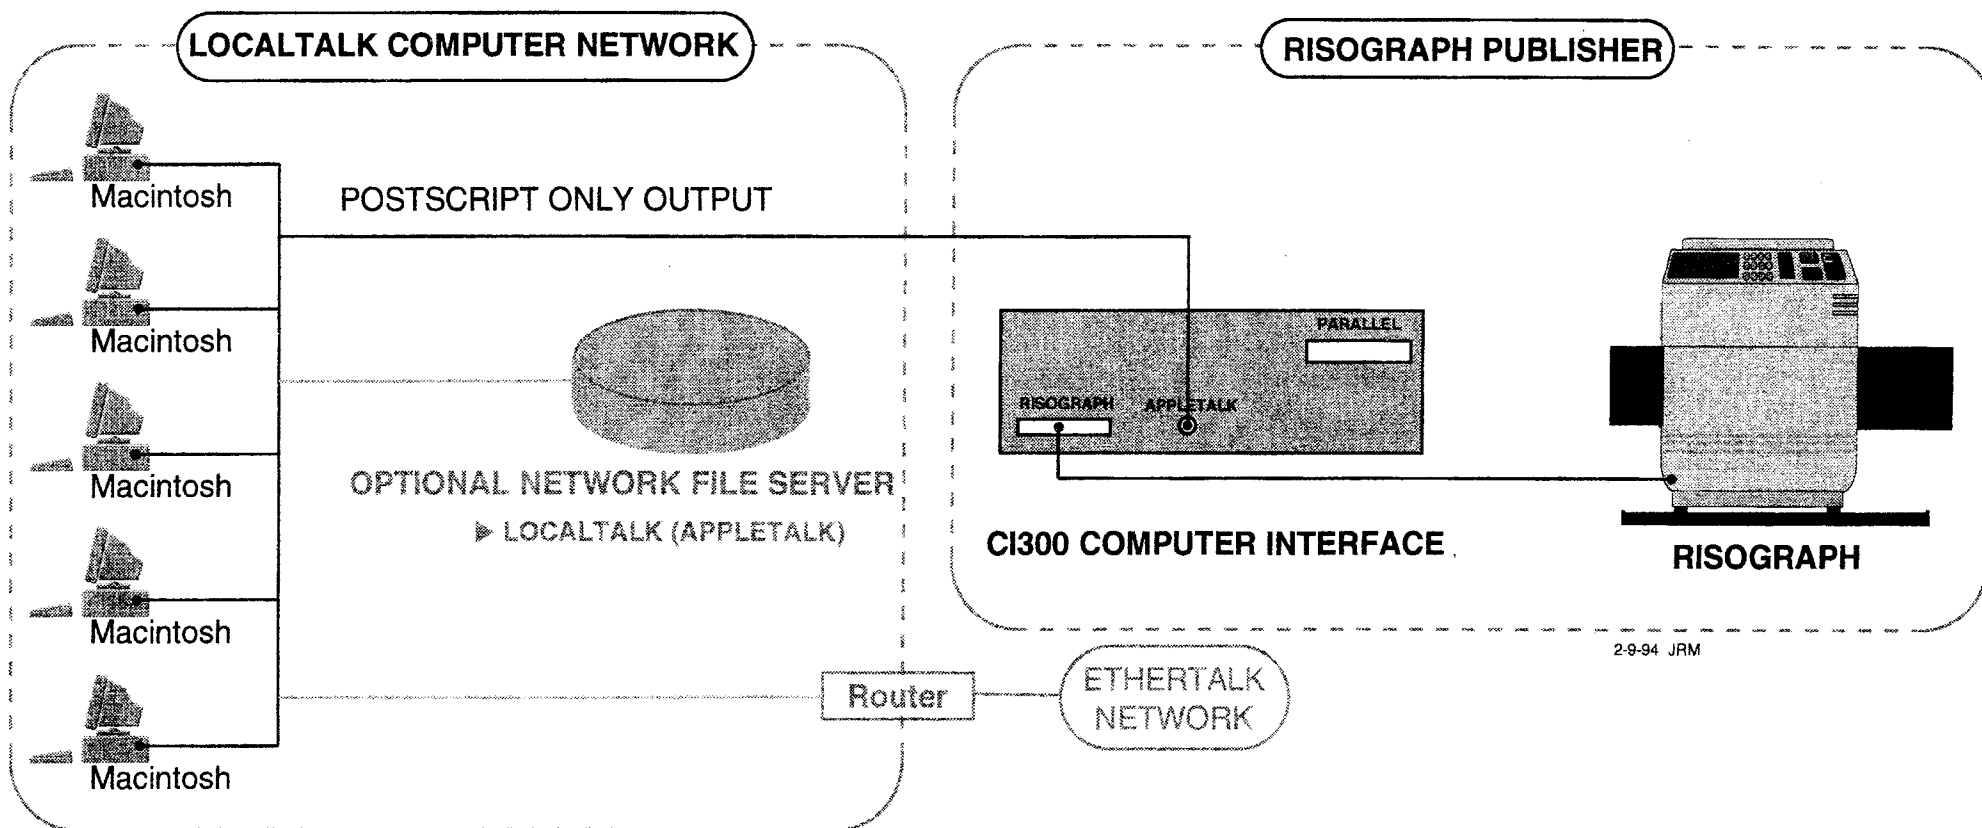 LOCALTALK COMPUTER NETWORK
RISOGRAPH PUBLISHER
Macintosh
POSTSCRIPT ONLY OUTPUT
Macintosh
PARALLEL
RISOGRAPH
APPLETALK
Macintosh
OPTIONAL NETWORK FILE SERVER
▶ LOCALTALK (APPLETALK)
CI300 COMPUTER INTERFACE
RISOGRAPH
Macintosh
2-9-94 JRM
Router
ETHERTALK
NETWORK
Macintosh